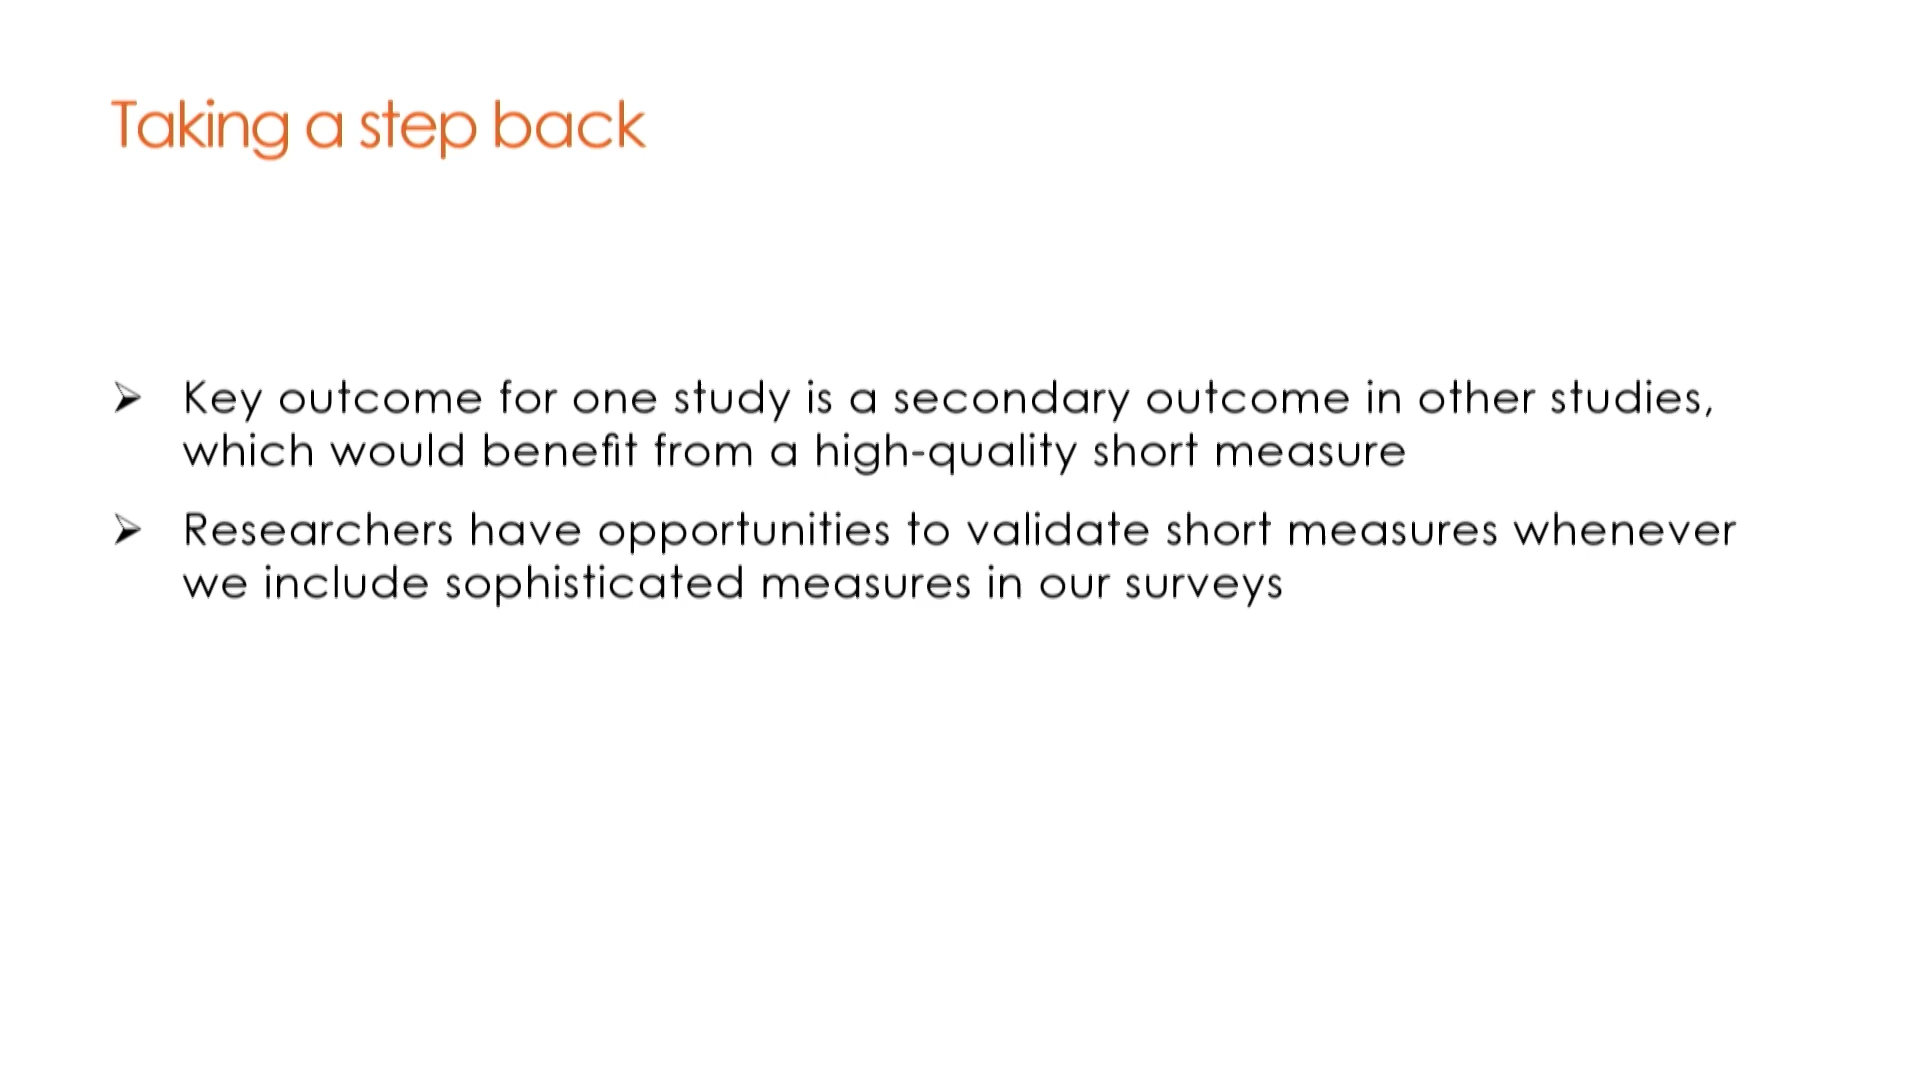 Taking a step back
➢ Key outcome for one study is a secondary outcome in other studies,
which would benefit from a high-quality short measure
➢ Researchers have opportunities to validate short measures whenever
we include sophisticated measures in our surveys